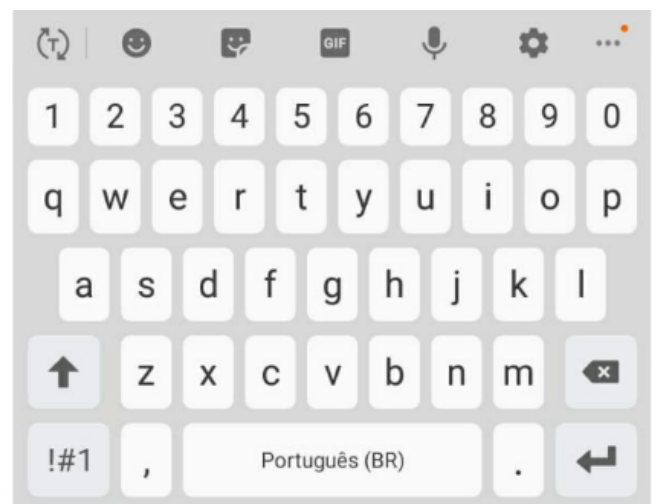 T GIF
1 2 3 4 5 6 7 8 9 0
q w e r t y u i o p
a s d f g h j k l
z x c v b n m
!#1 , Português (BR) .